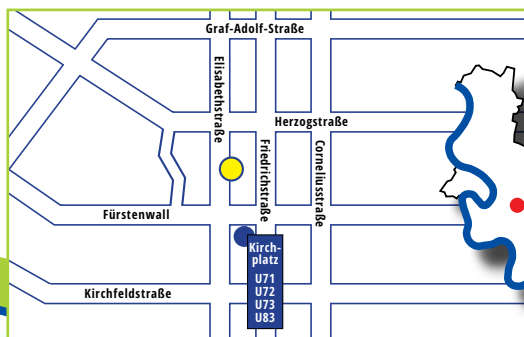 Graf-Adolf-Straße
Elisabethstraße
Herzogstraße
Friedrichstraße
Corneliusstraße
Fürstenwall
Kirch-
platz
U71
U72
U73
U83
Kirchfeldstraße